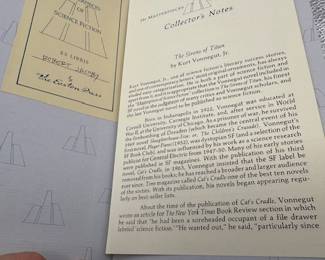 MASTERPIECES
OF
SCIENCE FICTION
EX LIBRIS
The Easton Press
The Masterpieces
Collector's Notes
The Sirens of Titan
by Kurt Vonnegut, Jr.
Kurt Vonnegut, Jr., one of science fiction's literary success stories,
Born in Indianapolis in 1922, Vonnegut was educated at
Cornell University, Carnegie Institute, and, after service in World
War II, at the University of Chicago. As a prisoner of war, he survived
the firebombing of Dresden (which became the central event of his
1969 novel Slaughterhouse Five: or, The Children's Crusade). Vonnegut's
first novel, Player Piano (1952), was dystopian SF (and a selection of the
SF Book Club), and was influenced by his work as a science research
publicist for General Electric from 1947-50. Many of his early stories
were published in SF magazines. With the publication of his third
novel, Cat's Cradle, in 1963, Vonnegut insisted that the SF label be
removed from his books; he has reached a broader and larger audience
ever since. Time magazine called Cat's Cradle one of the best ten novels
of the sixties. With its publication, his novels began appearing regu-
larly on best-seller lists.
About the time of the publication of Cat's Cradle, Vonnegut
wrote an article for The New York Times Book Review section in which
he said that he had been a soreheaded occupant of a file drawer
labeled 'science fiction.' "I wanted out," he said, "particularly since